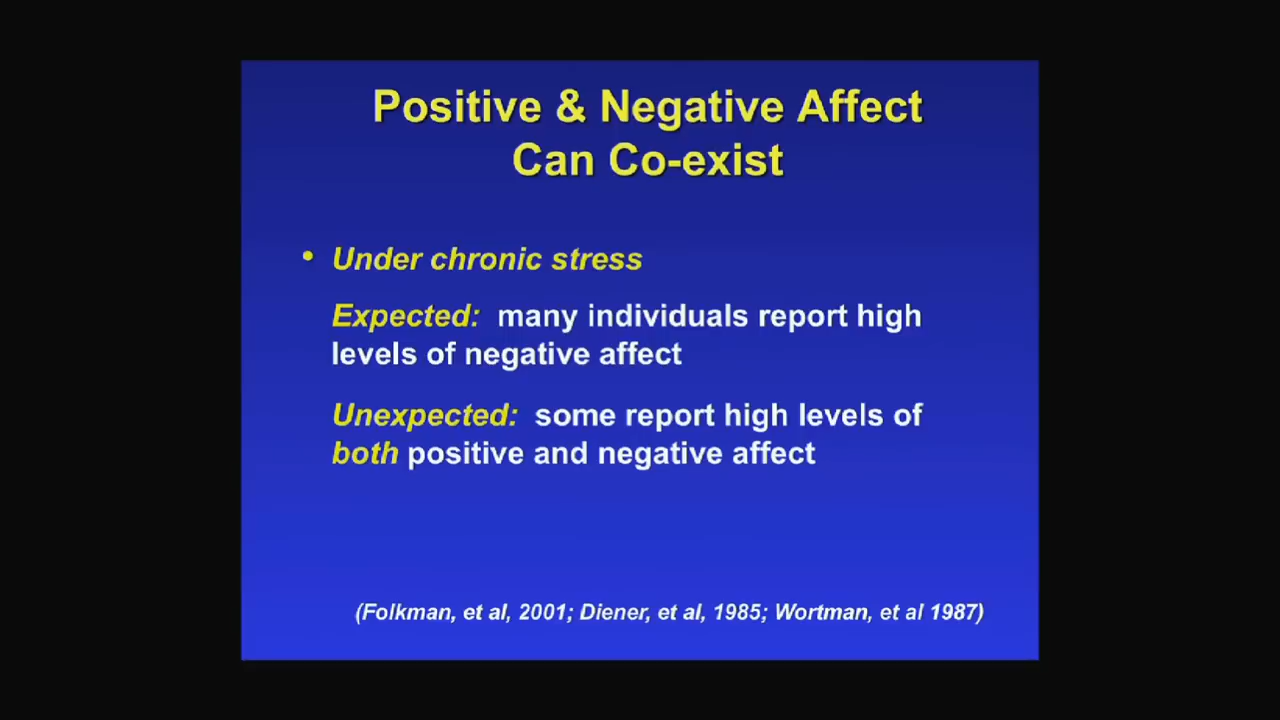 Positive & Negative Affect
Can Co-exist
• Under chronic stress
Expected: many individuals report high
levels of negative affect
Unexpected: some report high levels of
both positive and negative affect
(Folkman, et al, 2001; Diener, et al, 1985; Wortman, et al 1987)